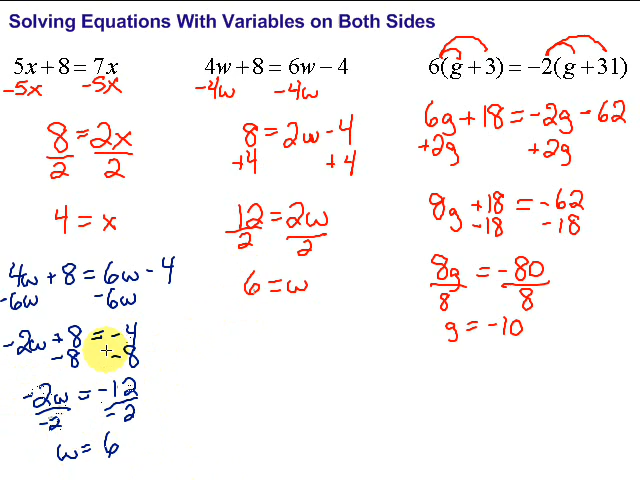 Solving Equations With Variables on Both Sides
5x + 8 = 7x
-5x -5x
8 = 2x
2 2
4 = x
4w + 8 = 6w - 4
-6w -6w
-2w + 8 = -4
-8 -8
-2w = -12
-2 -2
w = 6
4w + 8 = 6w - 4
-4w -4w
8 = 2w - 4
+4 +4
12 = 2w
2 2
6 = w
6(g + 3) = -2(g + 31)
6g + 18 = -2g - 62
+2g +2g
8g + 18 = -62
-18 -18
8g = -80
8 8
g = -10